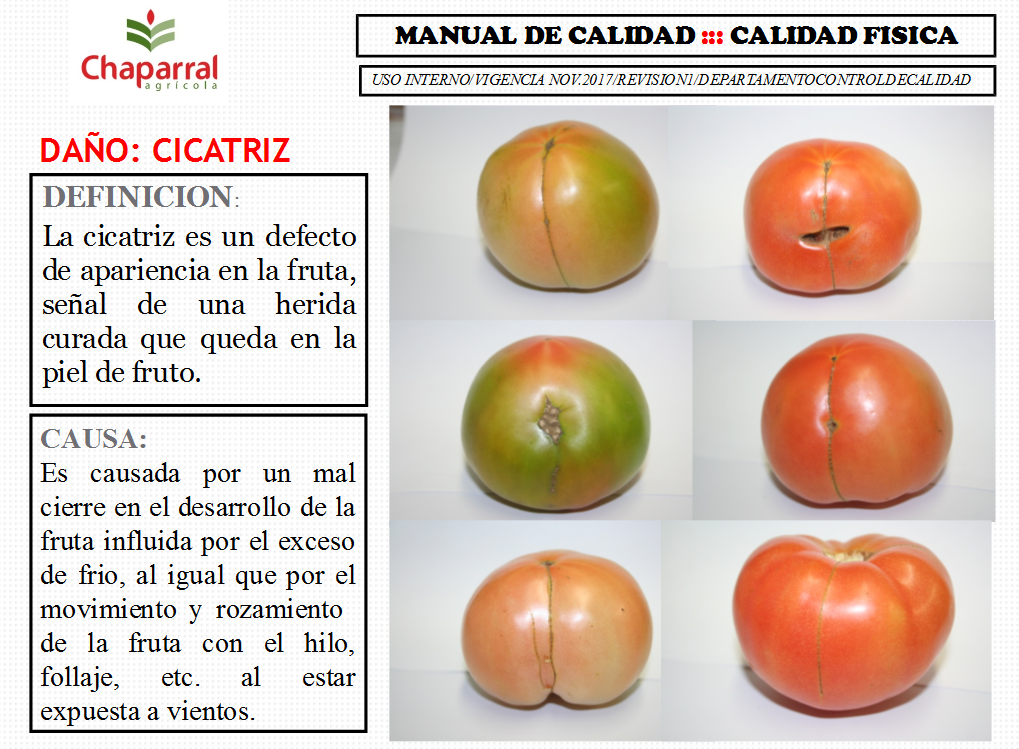 Chaparral
agrícola
MANUAL DE CALIDAD ::: CALIDAD FISICA
USO INTERNO/VIGENCIA NOV.2017/REVISION1/DEPARTAMENTOCONTROLDECALIDAD
DAÑO: CICATRIZ
DEFINICION:
La cicatriz es un defecto
de apariencia en la fruta,
señal de una herida
curada que queda en la
piel de fruto.
CAUSA:
Es causada por un mal
cierre en el desarrollo de la
fruta influida por el exceso
de frio, al igual que por el
movimiento y rozamiento
de la fruta con el hilo,
follaje, etc. al estar
expuesta a vientos.